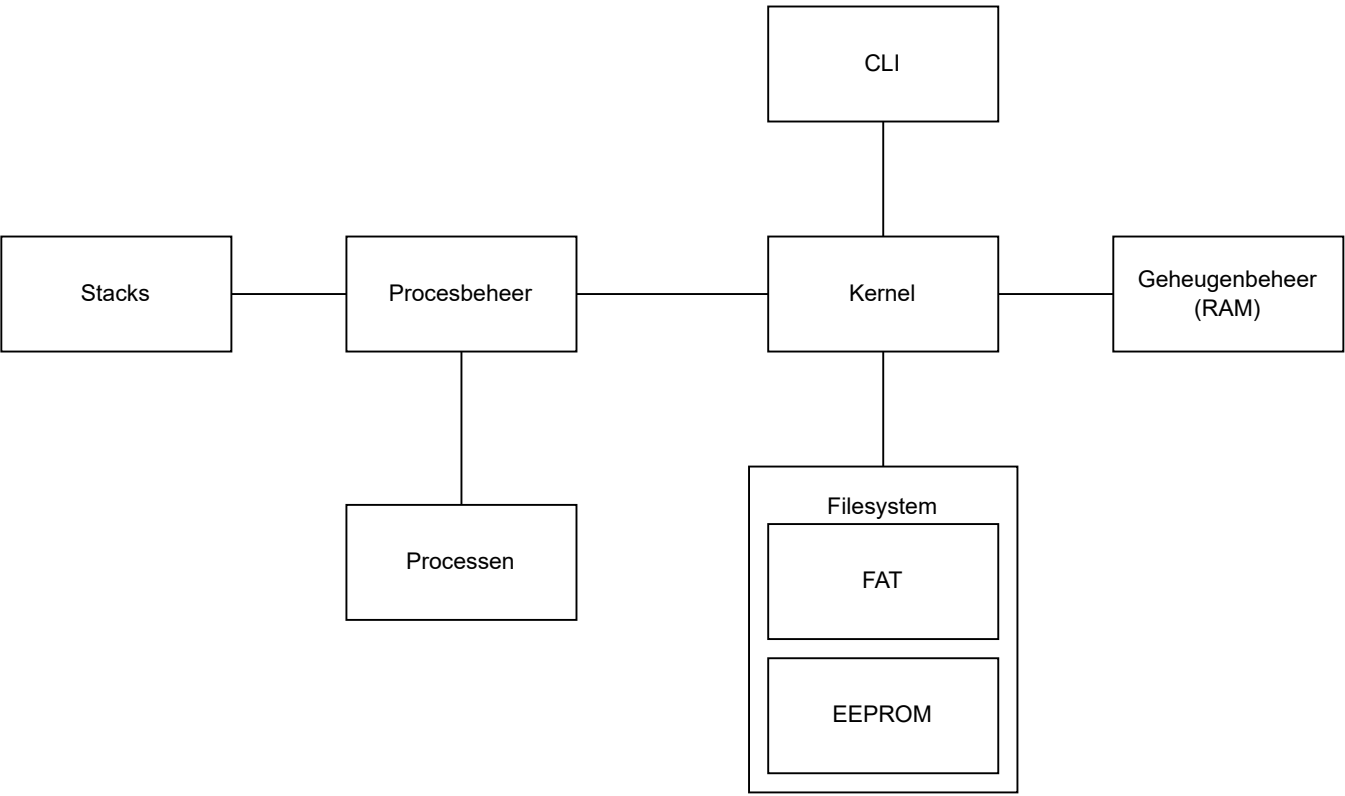 CLI
Stacks
Procesbeheer
Kernel
Geheugenbeheer
(RAM)
Filesystem
Processen
FAT
EEPROM